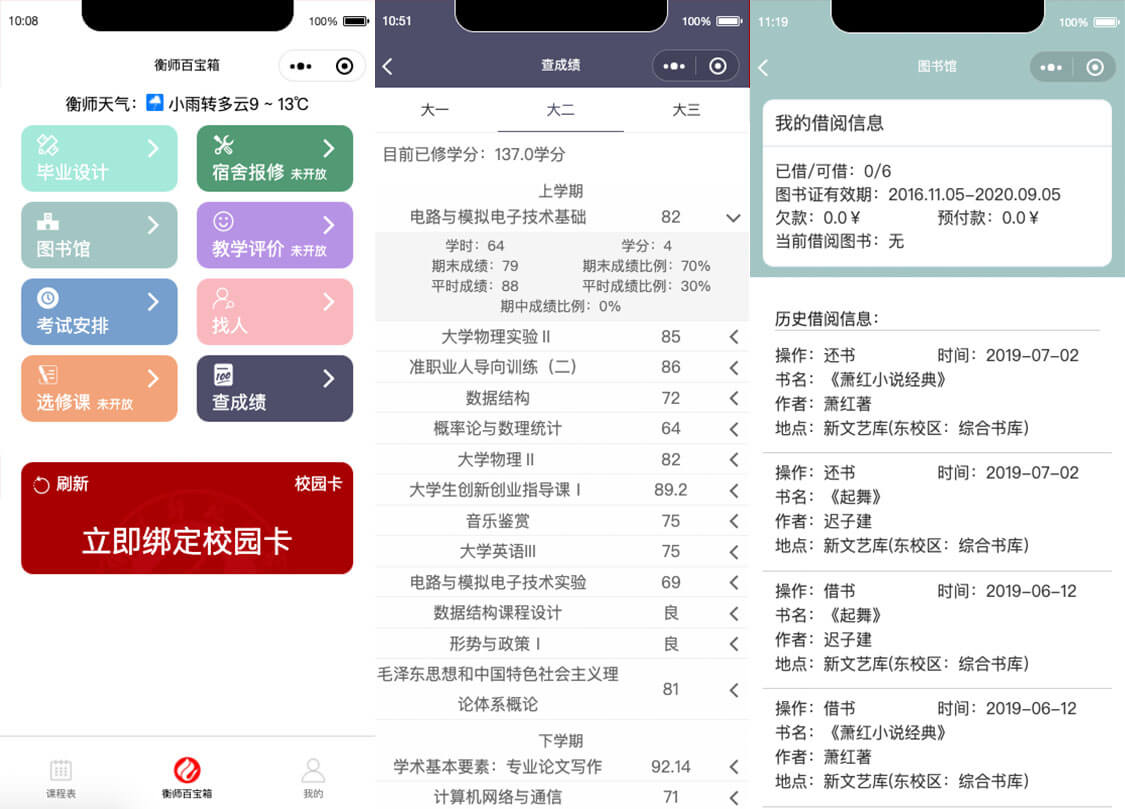 10:08
100%
衡师百宝箱
衡师天气： 小雨转多云9 ~ 13℃
毕业设计
宿舍报修 未开放
图书馆
教学评价 未开放
考试安排
找人
选修课 未开放
100
查成绩
刷新
校园卡
立即绑定校园卡
课程表
衡师百宝箱
我的
10:51
100%
查成绩
大一 大二 大三
目前已修学分：137.0学分
上学期
电路与模拟电子技术基础 82
学时：64 学分：4
期末成绩：79 期末成绩比例：70%
平时成绩：88 平时成绩比例：30%
期中成绩比例：0%
大学物理实验Ⅱ 85
准职业人导向训练（二） 86
数据结构 72
概率论与数理统计 64
大学物理Ⅱ 82
大学生创新创业指导课Ⅰ 89.2
音乐鉴赏 75
大学英语III 75
电路与模拟电子技术实验 69
数据结构课程设计 良
形势与政策Ⅰ 良
毛泽东思想和中国特色社会主义理
论体系概论 81
下学期
学术基本要素：专业论文写作 92.14
计算机网络与通信 71
11:19
100%
图书馆
我的借阅信息
已借/可借：0/6
图书证有效期：2016.11.05-2020.09.05
欠款：0.0￥ 预付款：0.0￥
当前借阅图书：无
历史借阅信息：
操作：还书 时间：2019-07-02
书名：《萧红小说经典》
作者：萧红著
地点：新文艺库(东校区：综合书库)
操作：还书 时间：2019-07-02
书名：《起舞》
作者：迟子建
地点：新文艺库(东校区：综合书库)
操作：借书 时间：2019-06-12
书名：《起舞》
作者：迟子建
地点：新文艺库(东校区：综合书库)
操作：借书 时间：2019-06-12
书名：《萧红小说经典》
作者：萧红著
地点：新文艺库(东校区：综合书库)